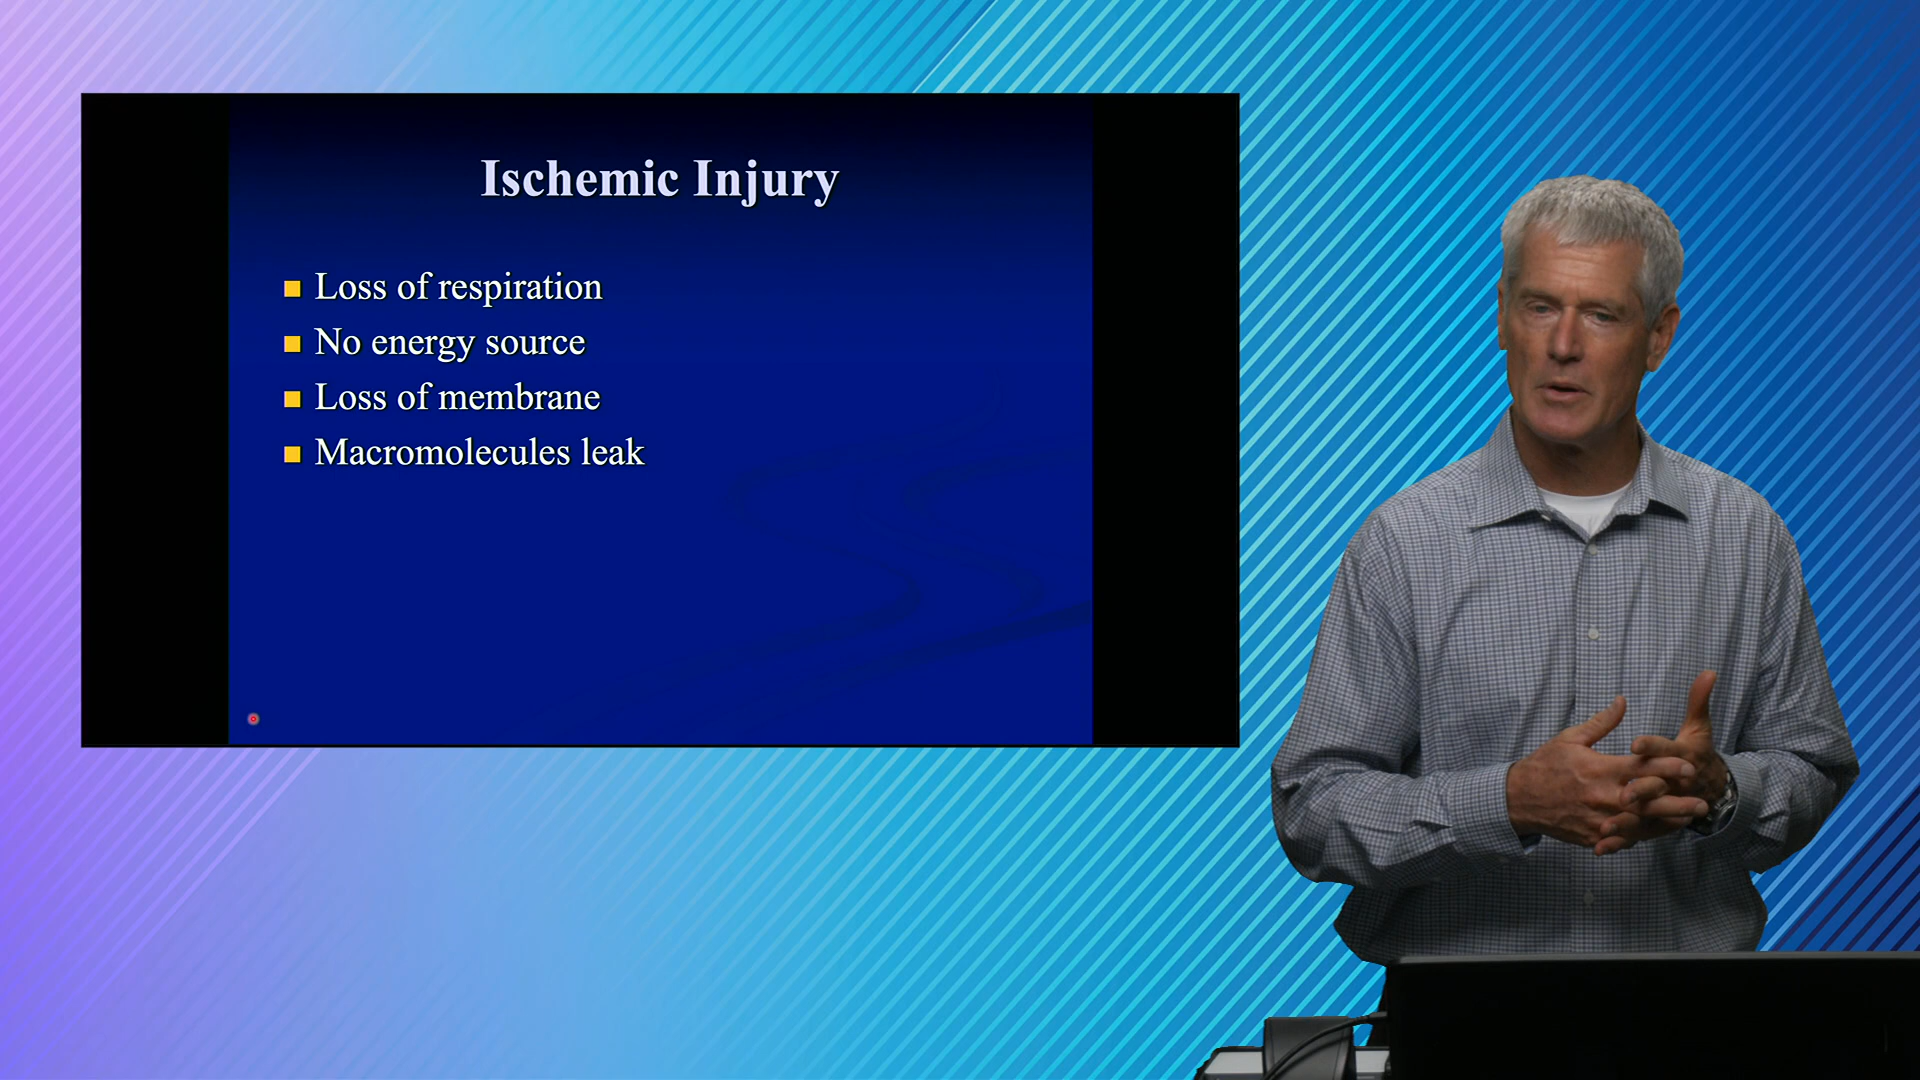 Ischemic Injury
Loss of respiration
No energy source
Loss of membrane
Macromolecules leak